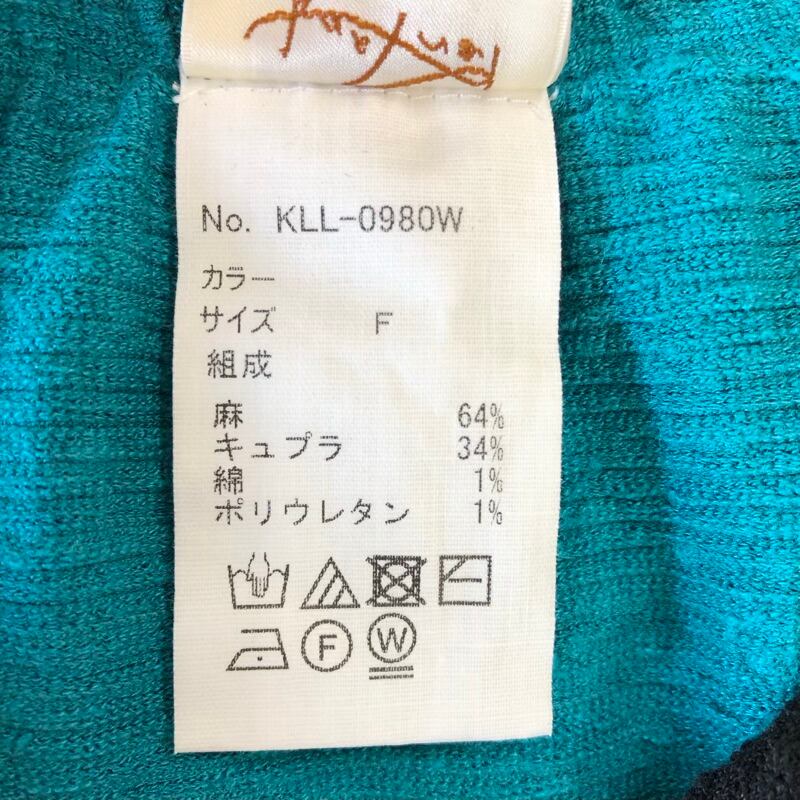 No. KLL-0980W
カラー
サイズ F
組成
麻 64%
キュプラ 34%
綿 1%
ポリウレタン 1%
F W